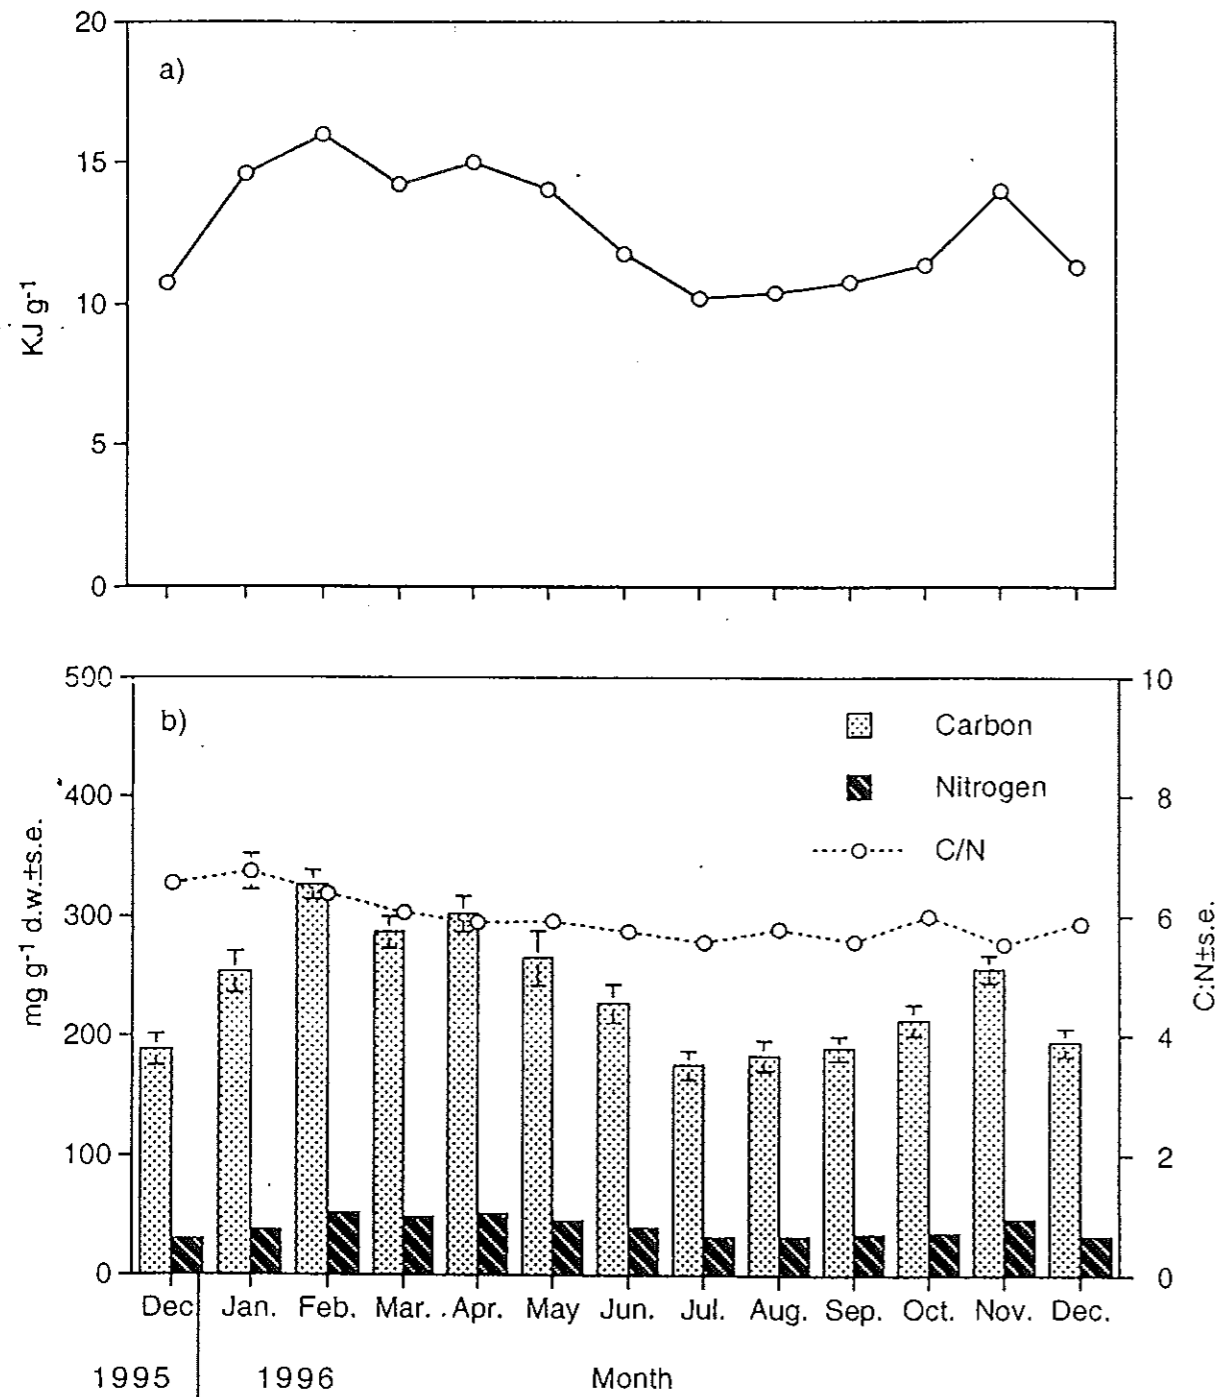 20
a)
15
10
5
0
KJ g-1
500
b)
400
300
200
100
0
mg g-1 d.w.±s.e.
Carbon
Nitrogen
C/N
10
8
6
4
2
0
C:N±s.e.
Dec. Jan. Feb. Mar. Apr. May Jun. Jul. Aug. Sep. Oct. Nov. Dec.
1995 1996 Month